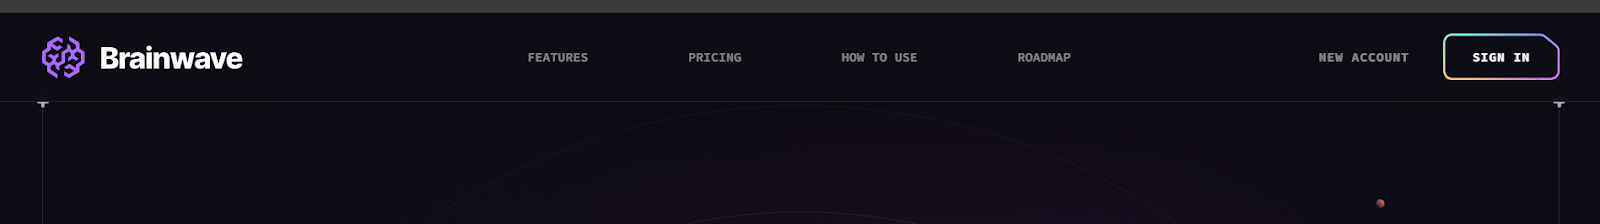 Brainwave FEATURES PRICING HOW TO USE ROADMAP NEW ACCOUNT SIGN IN